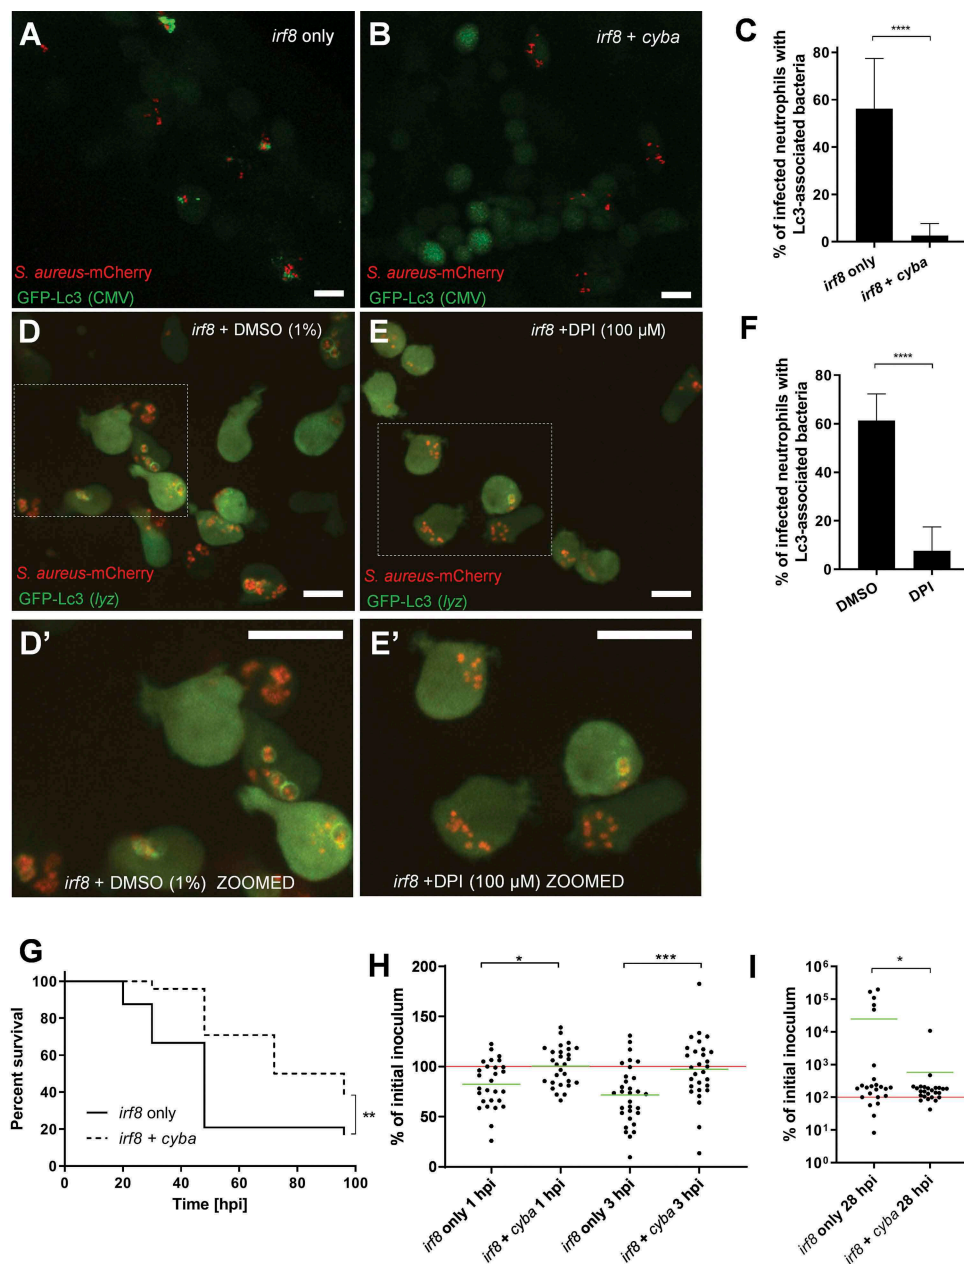 A
irf8 only
S. aureus-mCherry
GFP-Lc3 (CMV)
B
irf8 + cyba
S. aureus-mCherry
GFP-Lc3 (CMV)
C
% of infected neutrophils with
Lc3-associated bacteria
80
60
40
20
0
****
irf8 only
irf8 + cyba
D
irf8 + DMSO (1%)
S. aureus-mCherry
GFP-Lc3 (lyz)
E
irf8 +DPI (100 µM)
S. aureus-mCherry
GFP-Lc3 (lyz)
F
% of infected neutrophils with
Lc3-associated bacteria
80
60
40
20
0
****
DMSO
DPI
D'
irf8 + DMSO (1%) ZOOMED
E'
irf8 +DPI (100 µM) ZOOMED
G
Percent survival
100
80
60
40
20
0
irf8 only
irf8 + cyba
**
0 20 40 60 80 100
Time [hpi]
H
% of initial inoculum
200
150
100
50
0
*
***
irf8 only 1 hpi
irf8 + cyba 1 hpi
irf8 only 3 hpi
irf8 + cyba 3 hpi
I
% of initial inoculum
10⁶
10⁵
10⁴
10³
10²
10¹
10⁰
*
irf8 only 28 hpi
irf8 + cyba 28 hpi